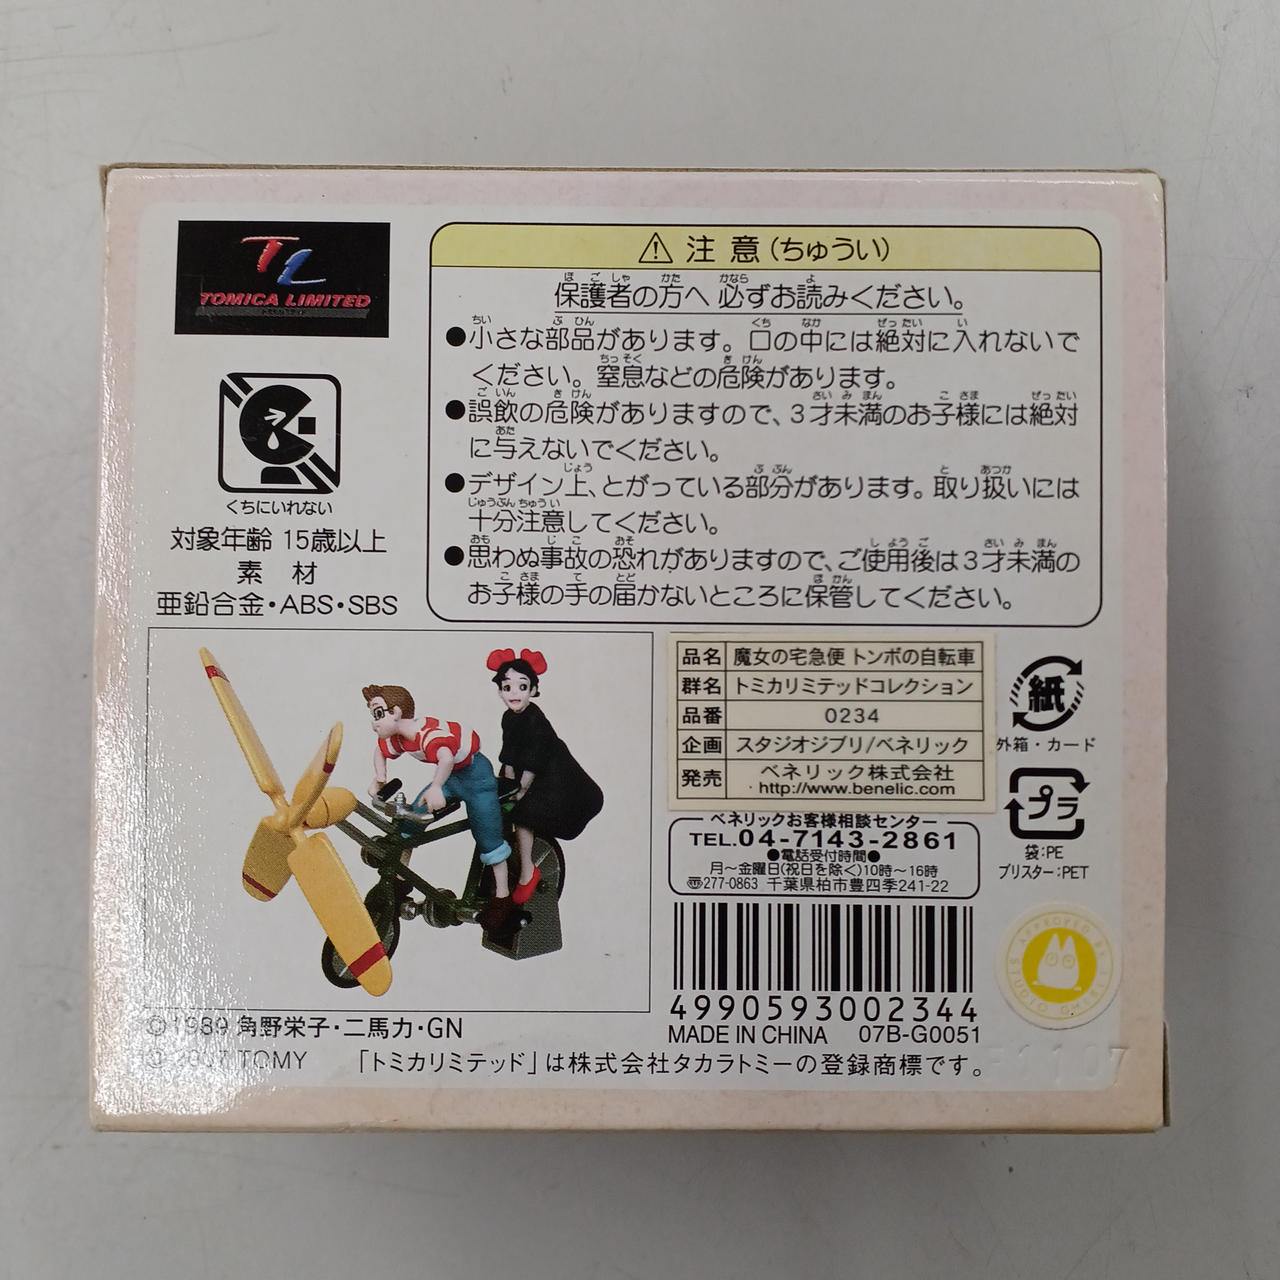 TL
TOMICA LIMITED
くちにいれない
対象年齢 15歳以上
素 材
亜鉛合金・ABS・SBS
⚠ 注 意(ちゅうい)
保護者の方へ 必ずお読みください。
●小さな部品があります。口の中には絶対に入れないで
ください。窒息などの危険があります。
●誤飲の危険がありますので、3才未満のお子様には絶対
に与えないでください。
●デザイン上、とがっている部分があります。取り扱いには
十分注意してください。
●思わぬ事故の恐れがありますので、ご使用後は3才未満の
お子様の手の届かないところに保管してください。
品名 魔女の宅急便 トンボの自転車
群名 トミカリミテッドコレクション
品番 0234
企画 スタジオジブリ/ベネリック
発売 ベネリック株式会社
http://www.benelic.com
紙
外箱・カード
プラ
袋:PE
ブリスター:PET
ベネリックお客様相談センター
TEL.04-7143-2861
●電話受付時間●
月〜金曜日(祝日を除く)10時〜16時
〠277-0863 千葉県柏市豊四季241-22
4990593002344
MADE IN CHINA 07B-G0051
APPROVED BY STUDIO GHIBLI
© 1989 角野栄子・二馬力・GN
© 2007 TOMY 「トミカリミテッド」は株式会社タカラトミーの登録商標です。